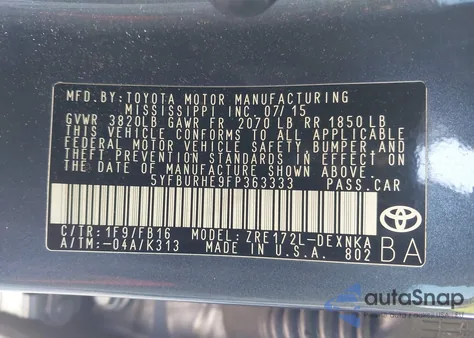 MFD.BY: TOYOTA MOTOR MANUFACTURING
MISSISSIPPI INC. 07/15
GVWR 3820LB GAWR FR 2070 LB RR 1850 LB
THIS VEHICLE CONFORMS TO ALL APPLICABLE
FEDERAL MOTOR VEHICLE SAFETY, BUMPER AND
THEFT PREVENTION STANDARDS IN EFFECT ON
THE DATE OF MANUFACTURE SHOWN ABOVE.
5YFBURHE9FP363333 PASS.CAR
C/TR: 1F9/FB16 MODEL: ZRE172L-DEXNKA
A/TM:-04A/K313 MADE IN U.S.A. 802
BA
TOYOTA
autoSnap